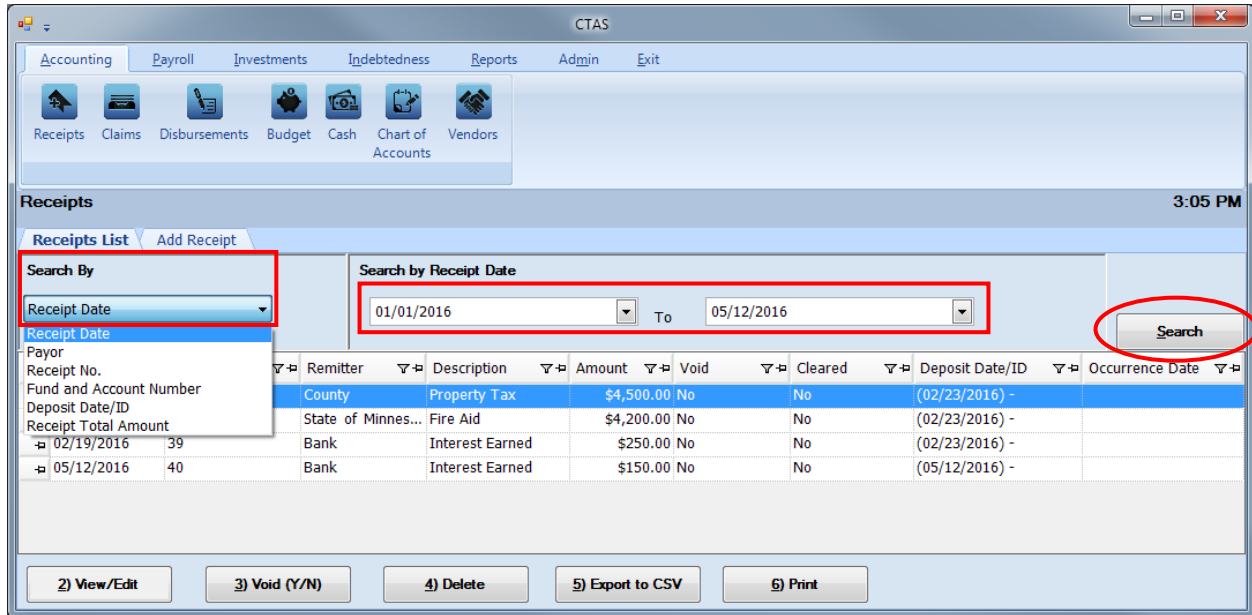 CTAS
Accounting Payroll Investments Indebtedness Reports Admin Exit
Receipts Claims Disbursements Budget Cash Chart of Accounts Vendors
Receipts 3:05 PM
Receipts List Add Receipt
Search By Search by Receipt Date
Receipt Date 01/01/2016 To 05/12/2016
Search
Receipt Date
Payor
Receipt No.
Fund and Account Number
Deposit Date/ID
Receipt Total Amount
Remitter Description Amount Void Cleared Deposit Date/ID Occurrence Date
County Property Tax $4,500.00 No No (02/23/2016) -
State of Minnes... Fire Aid $4,200.00 No No (02/23/2016) -
02/19/2016 39 Bank Interest Earned $250.00 No No (02/23/2016) -
05/12/2016 40 Bank Interest Earned $150.00 No No (05/12/2016) -
2) View/Edit 3) Void (Y/N) 4) Delete 5) Export to CSV 6) Print